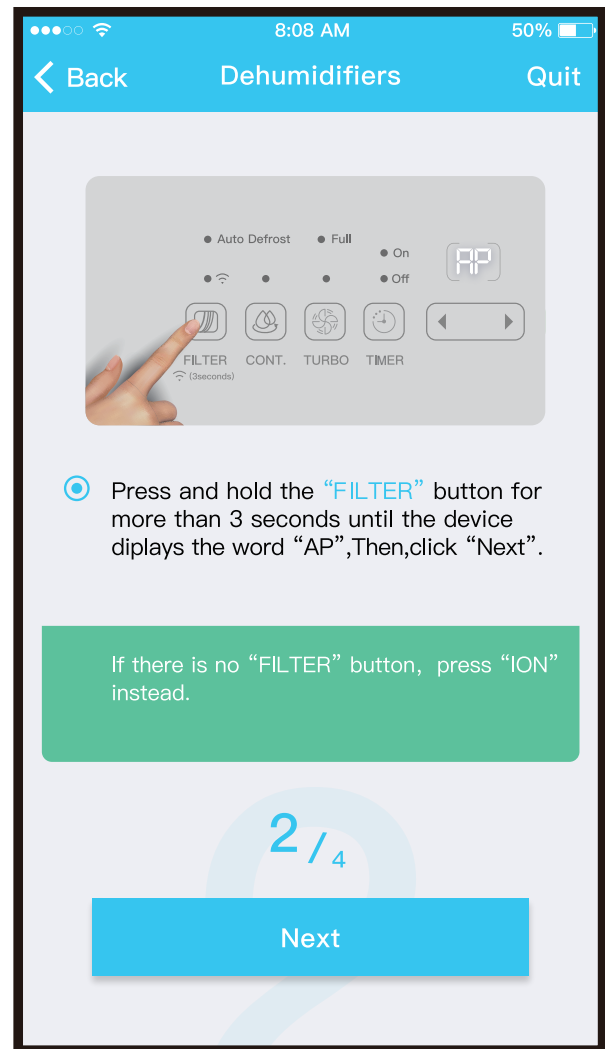 8:08 AM
50%
Back
Dehumidifiers
Quit
Auto Defrost
Full
On
Off
AP
FILTER
CONT.
TURBO
TIMER
(3seconds)
Press and hold the “FILTER” button for
more than 3 seconds until the device
diplays the word “AP”,Then,click “Next”.
If there is no “FILTER” button, press “ION”
instead.
2/4
Next